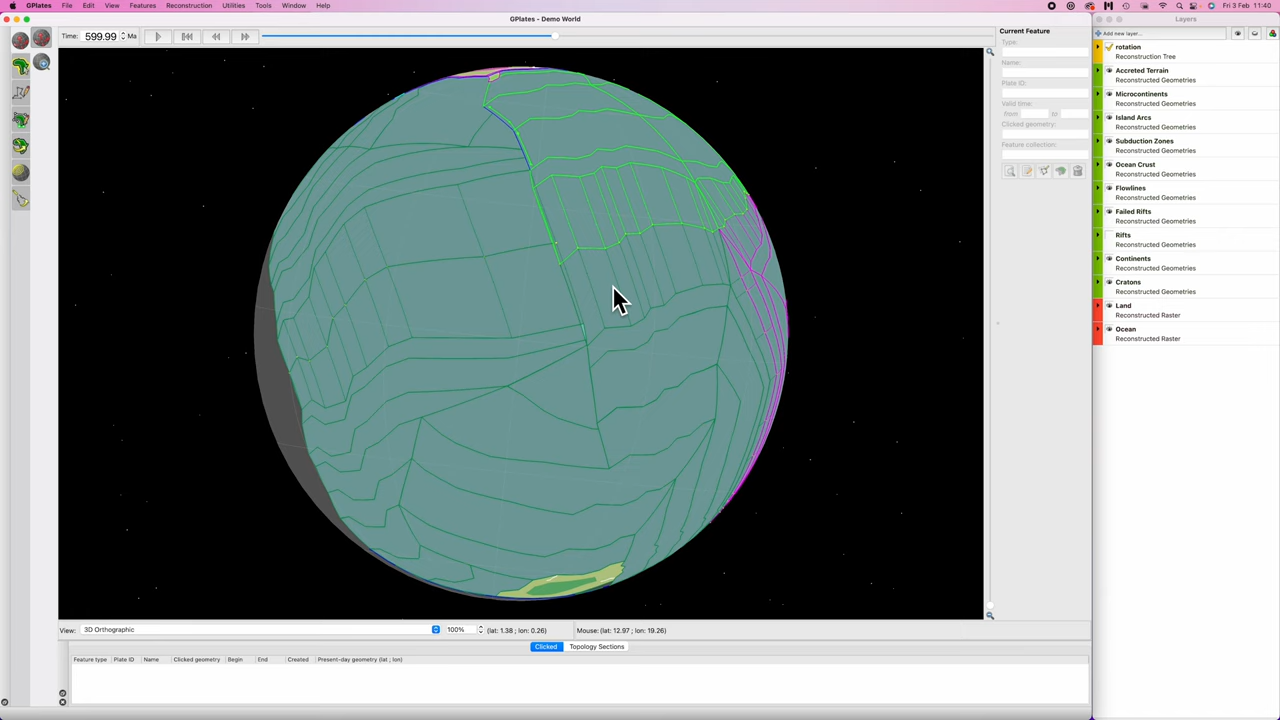 GPlates File Edit View Features Reconstruction Utilities Tools Window Help Fri 3 Feb 11:40
GPlates - Demo World
Layers
Time: 599.99 Ma
Current Feature
Type:
Name:
Plate ID:
Valid time:
from to
Clicked geometry:
Feature collection:
Add new layer...
rotation
Reconstruction Tree
Accreted Terrain
Reconstructed Geometries
Microcontinents
Reconstructed Geometries
Island Arcs
Reconstructed Geometries
Subduction Zones
Reconstructed Geometries
Ocean Crust
Reconstructed Geometries
Flowlines
Reconstructed Geometries
Failed Rifts
Reconstructed Geometries
Rifts
Reconstructed Geometries
Continents
Reconstructed Geometries
Cratons
Reconstructed Geometries
Land
Reconstructed Raster
Ocean
Reconstructed Raster
View: 3D Orthographic 100% (lat: 1.38 ; lon: 0.26) Mouse: (lat: 12.97 ; lon: 19.26)
Clicked Topology Sections
Feature type Plate ID Name Clicked geometry Begin End Created Present-day geometry (lat ; lon)